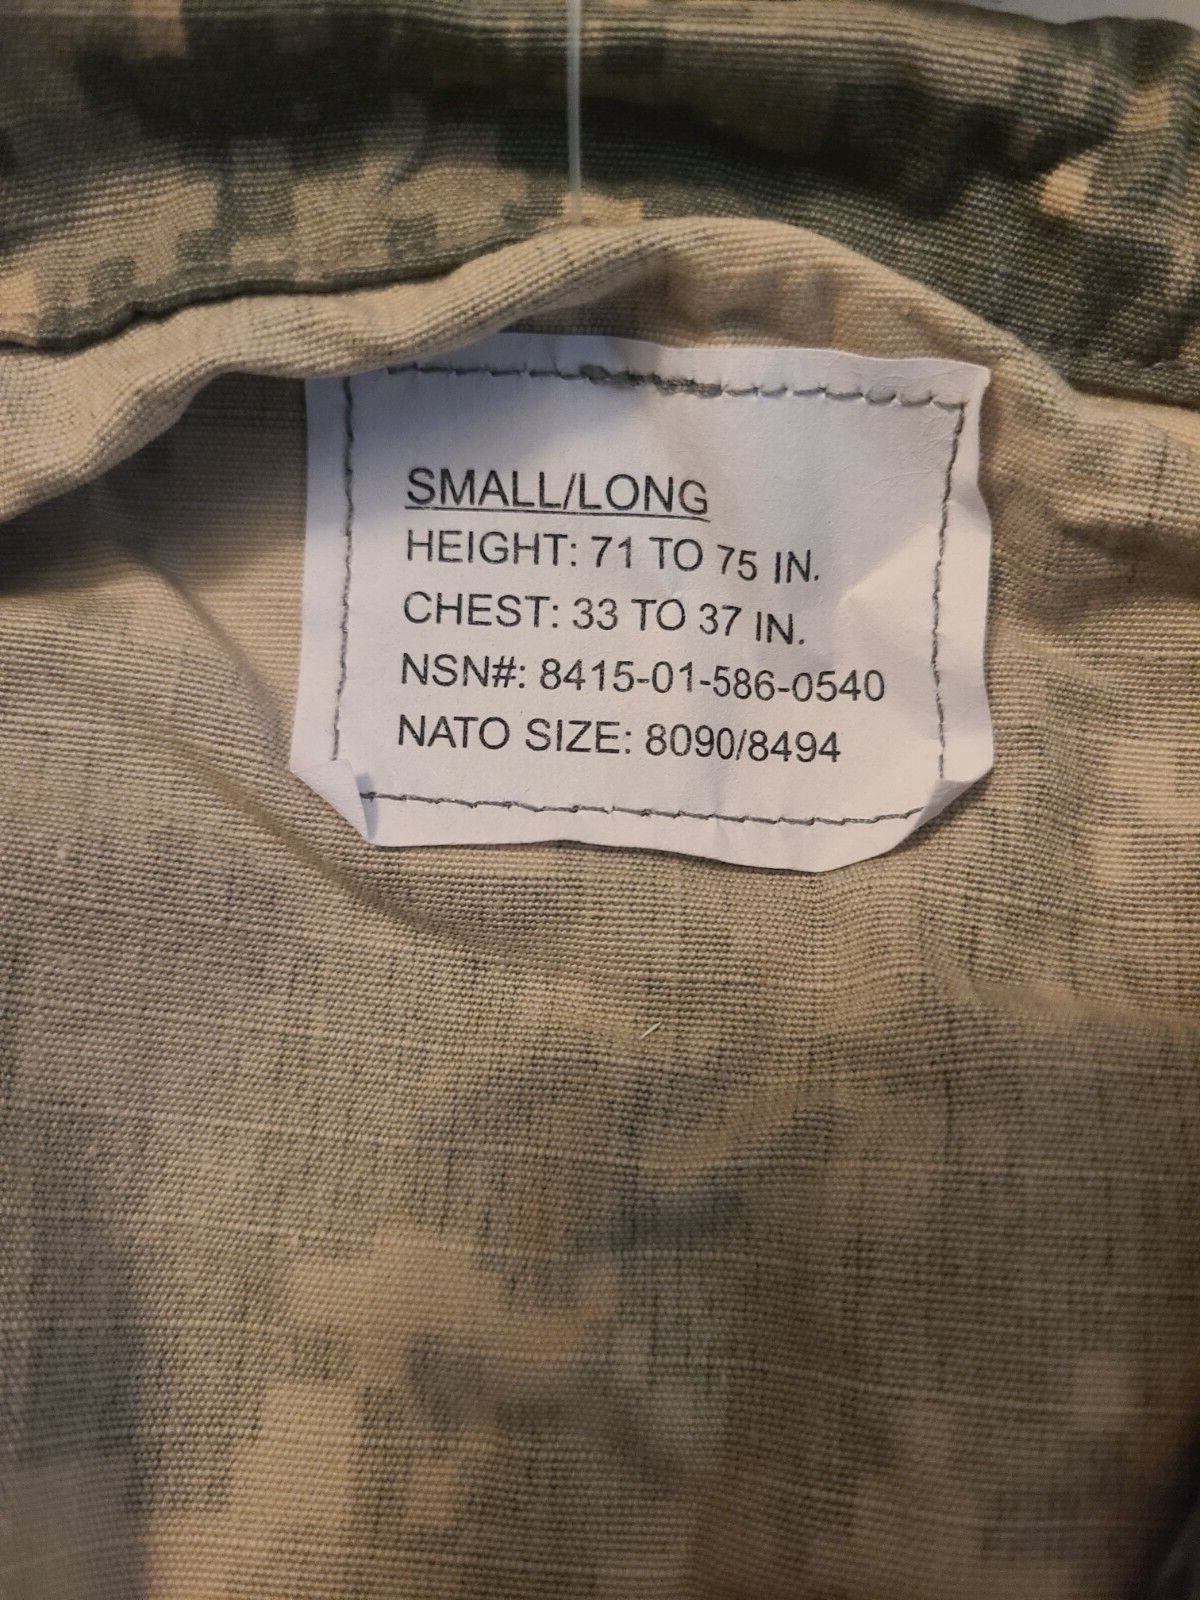 SMALL/LONG
HEIGHT: 71 TO 75 IN.
CHEST: 33 TO 37 IN.
NSN#: 8415-01-586-0540
NATO SIZE: 8090/8494